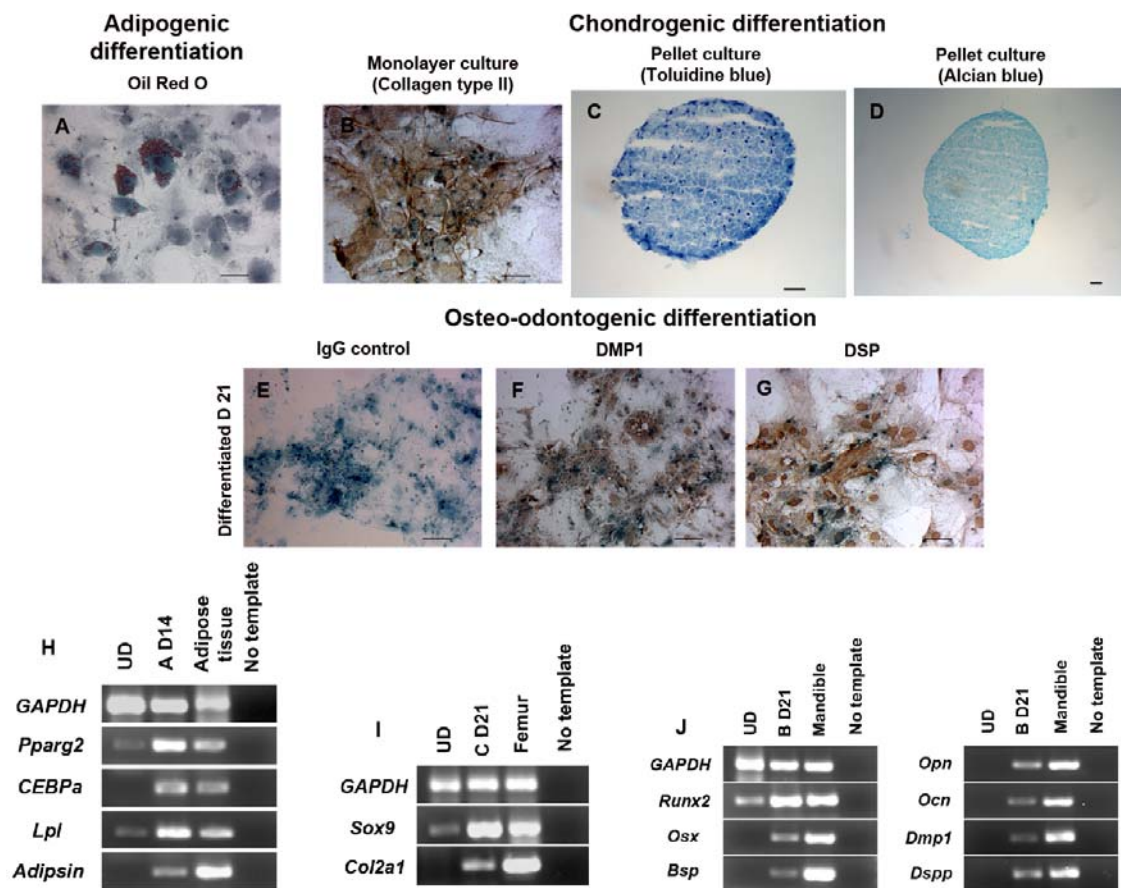 Adipogenic
differentiation
Oil Red O
A
Chondrogenic differentiation
Monolayer culture
(Collagen type II)
B
Pellet culture
(Toluidine blue)
C
Pellet culture
(Alcian blue)
D
Osteo-odontogenic differentiation
IgG control
DMP1
DSP
Differentiated D 21
E
F
G
H
UD
A D14
Adipose
tissue
No template
GAPDH
Pparg2
CEBPa
Lpl
Adipsin
I
UD
C D21
Femur
No template
GAPDH
Sox9
Col2a1
J
UD
B D21
Mandible
No template
GAPDH
Runx2
Osx
Bsp
UD
B D21
Mandible
No template
Opn
Ocn
Dmp1
Dspp